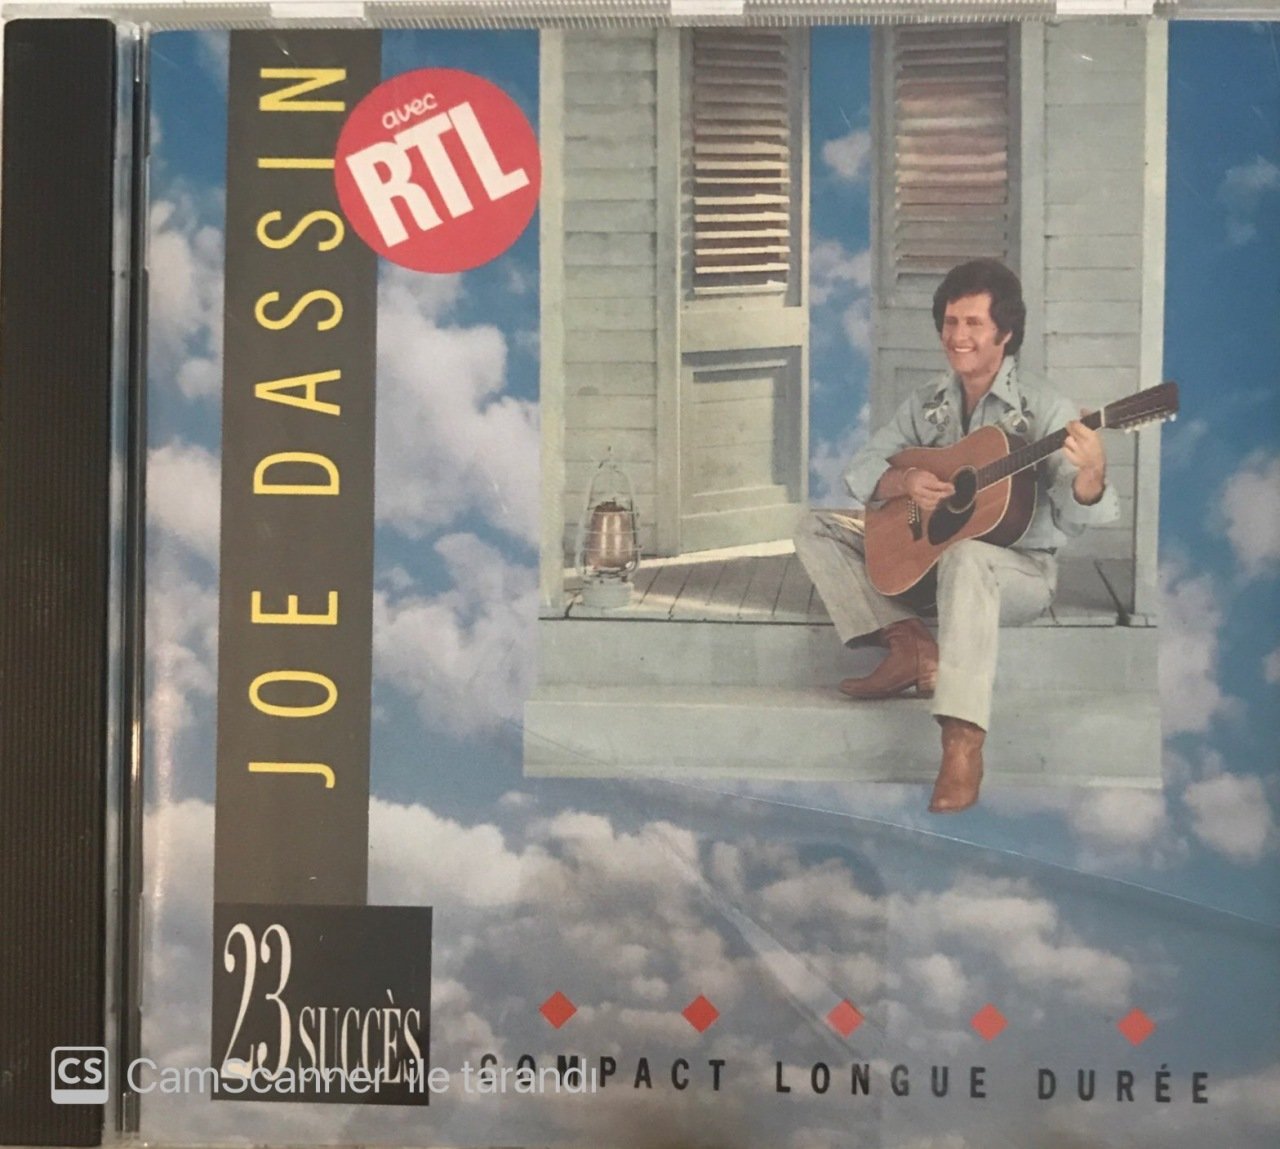 JOE DASSIN
avec
RTL
23 SUCCÈS
COMPACT LONGUE DURÉE
CS CamScanner ile tarandı